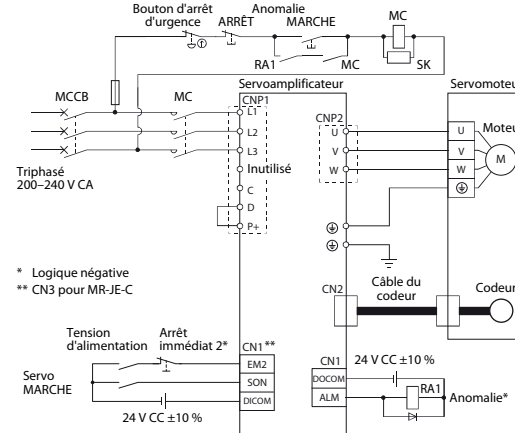 Bouton d'arrêt
d'urgence
ARRÊT
Anomalie
MARCHE
MC
RA1
MC
SK
MCCB
MC
Servoamplificateur
Servomoteur
CNP1
L1
L2
L3
Inutilisé
C
D
P+
CNP2
U
V
W
U
V
W
Moteur
M
Triphasé
200–240 V CA
* Logique négative
** CN3 pour MR-JE-C
CN2
Câble du
codeur
Codeur
Tension
d'alimentation
Arrêt
immédiat 2*
CN1**
EM2
SON
DICOM
Servo
MARCHE
24 V CC ±10 %
CN1
DOCOM
ALM
24 V CC ±10 %
RA1
Anomalie*